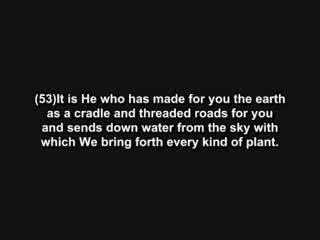 (53)It is He who has made for you the earth
as a cradle and threaded roads for you
and sends down water from the sky with
which We bring forth every kind of plant.